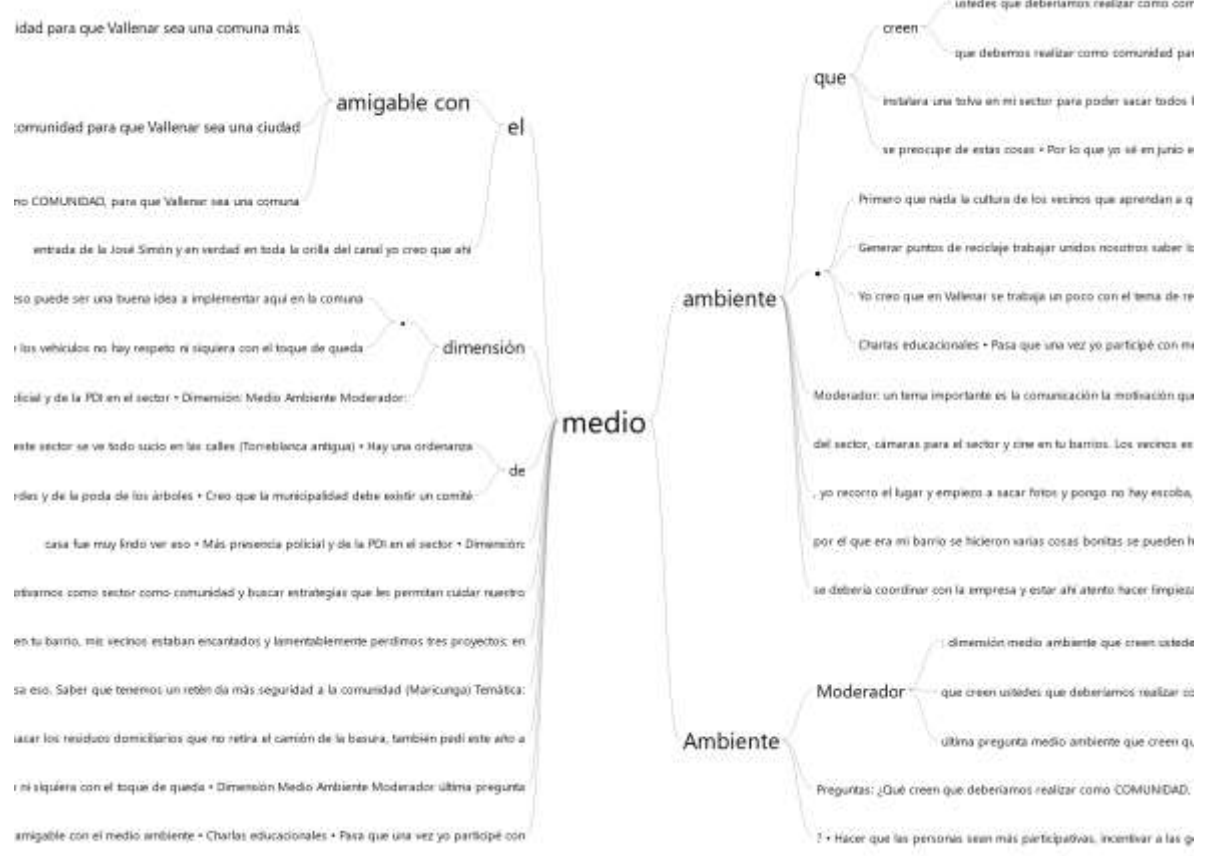 idad para que Vallenar sea una comuna más
amigable con
comunidad para que Vallenar sea una ciudad
el
no COMUNIDAD, para que Vallenar sea una comuna
entrada de la José Simón y en verdad en toda la orilla del canal yo creo que ahí
eso puede ser una buena idea a implementar aquí en la comuna
•
los vehículos no hay respeto ni siquiera con el toque de queda
dimensión
olicial y de la PDI en el sector • Dimensión: Medio Ambiente Moderador:
este sector se ve todo sucio en las calles (Torreblanca antigua) • Hay una ordenanza
de
rdes y de la poda de los árboles • Creo que la municipalidad debe existir un comité
casa fue muy lindo ver eso • Más presencia policial y de la PDI en el sector • Dimensión:
otivarnos como sector como comunidad y buscar estrategias que les permitan cuidar nuestro
en tu barrio, mis vecinos estaban encantados y lamentablemente perdimos tres proyectos; en
sa eso. Saber que tenemos un retén da más seguridad a la comunidad (Maricunga) Temática:
sacar los residuos domiciliarios que no retira el camión de la basura, también pedí este año a
ni siquiera con el toque de queda • Dimensión Medio Ambiente Moderador última pregunta
amigable con el medio ambiente • Charlas educacionales • Pasa que una vez yo participé con
medio
ustedes que deberíamos realizar como com
creen
que debemos realizar como comunidad par
que
instalara una tolva en mi sector para poder sacar todos l
se preocupe de estas cosas • Por lo que yo sé en junio e
Primero que nada la cultura de los vecinos que aprendan a q
Generar puntos de reciclaje trabajar unidos nosotros saber lo
•
Yo creo que en Vallenar se trabaja un poco con el tema de re
Charlas educacionales • Pasa que una vez yo participé con me
ambiente
Moderador: un tema importante es la comunicación la motivación que
del sector, cámaras para el sector y cine en tu barrios. Los vecinos es
, yo recorro el lugar y empiezo a sacar fotos y pongo no hay escoba,
por el que era mi barrio se hicieron varias cosas bonitas se pueden h
se debería coordinar con la empresa y estar ahí atento hacer limpieza
: dimensión medio ambiente que creen ustede
Moderador
que creen ustedes que deberíamos realizar co
última pregunta medio ambiente que creen qu
Ambiente
Preguntas: ¿Qué creen que deberíamos realizar como COMUNIDAD,
? • Hacer que las personas sean más participativas, incentivar a las ge